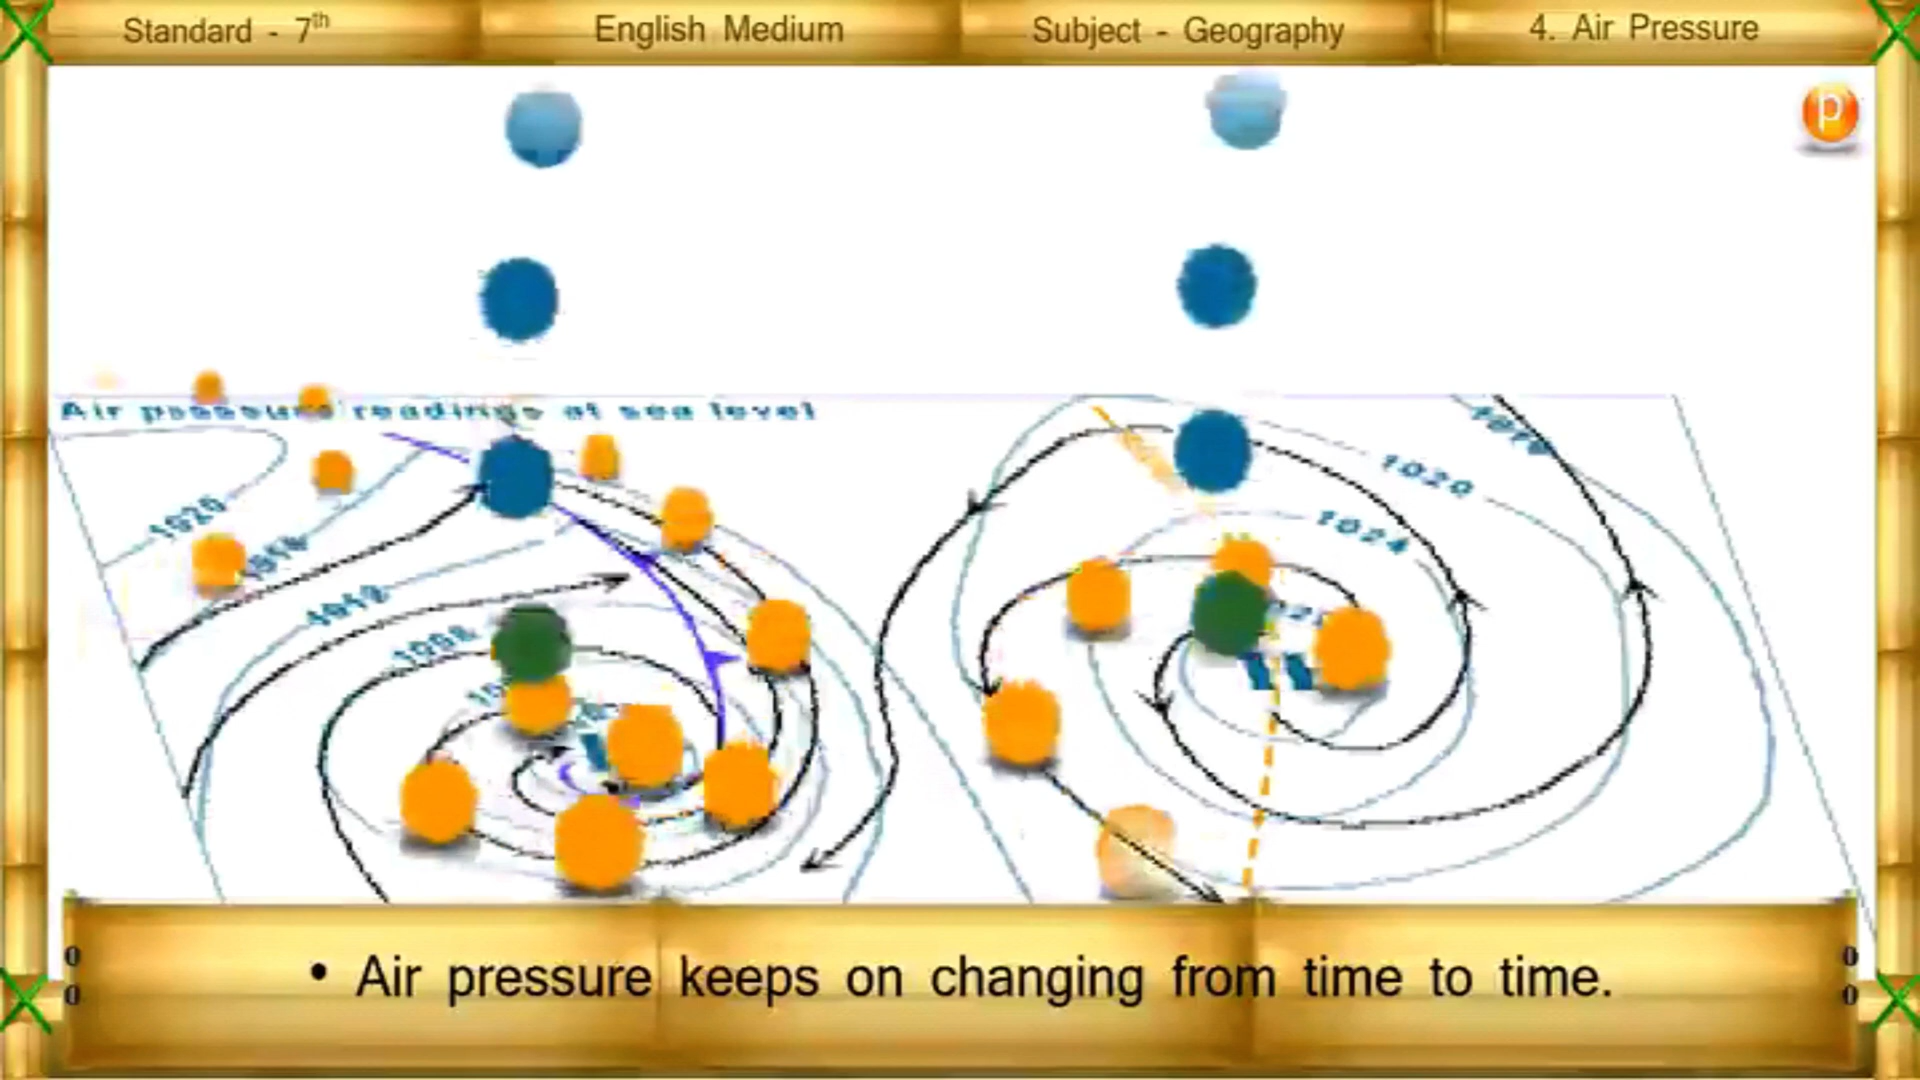 Standard - 7th
English Medium
Subject - Geography
4. Air Pressure
p
Air pressure readings at sea level
1020
1020
1016
1024
1012
• Air pressure keeps on changing from time to time.